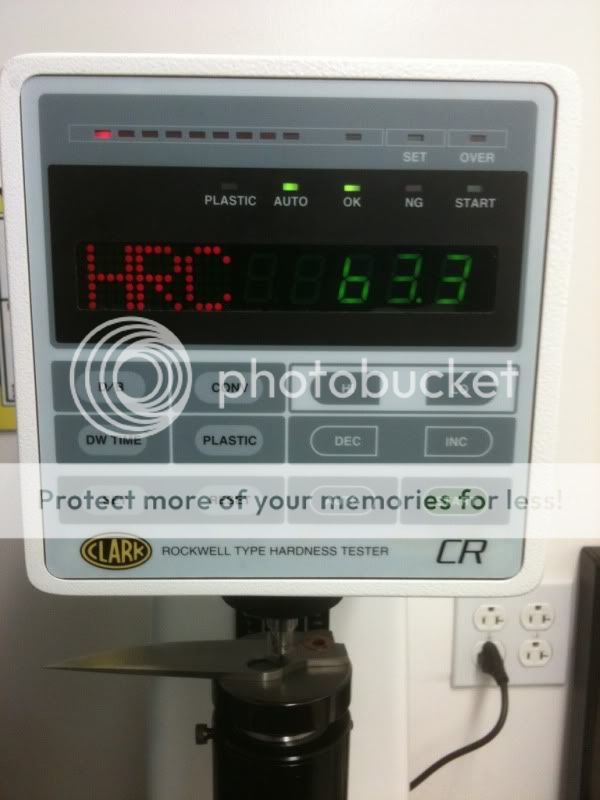 SET OVER
PLASTIC AUTO OK NG START
HRC 63.3
CONV
photobucket
DW TIME PLASTIC DEC INC
Protect more of your memories for less!
RESET
CLARK ROCKWELL TYPE HARDNESS TESTER CR